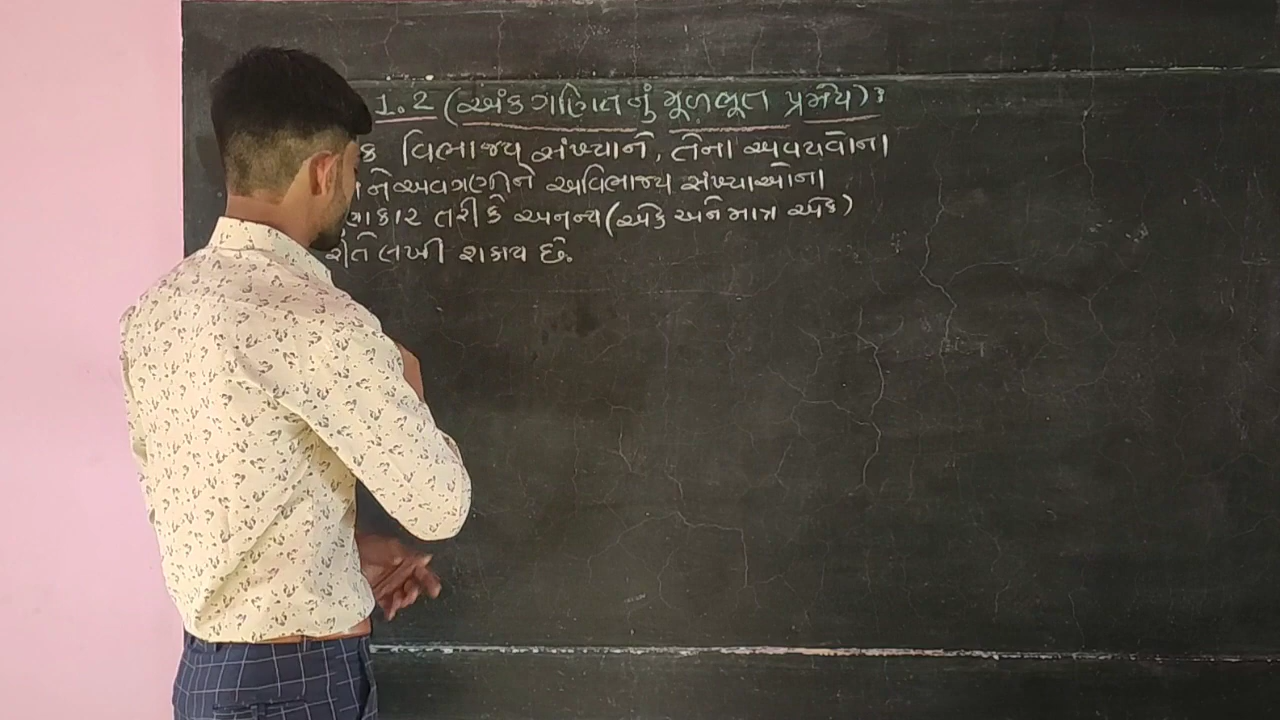 1.2 (અંકગણિતનું મૂળભૂત પ્રમેય) :
ક વિભાજ્ય સંખ્યાને, તેના અવયવોના
ને અવગણીને અવિભાજ્ય સંખ્યાઓના
ાકાર તરીકે અનન્ય (એક અને માત્ર એક)
રીતે લખી શકાય છે.